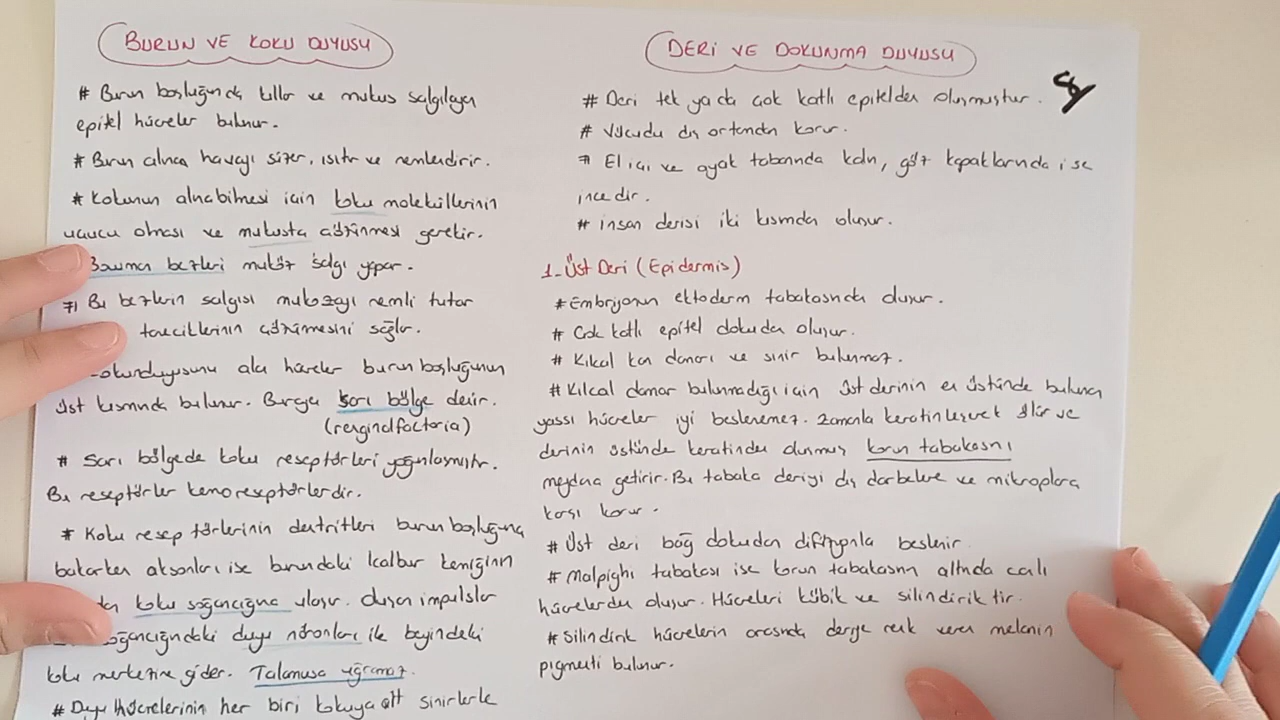 BURUN VE KOKU DUYUSU
# Burun boşluğunda kıllar ve mukus salgılayan
epitel hücreler bulunur.
# Burun alınan havayı süzer, ısıtır ve nemlendirir.
# Kokunun alınabilmesi için koku moleküllerinin
uçucu olması ve mukusta çözünmesi gerekir.
Bowman bezleri muköz salgı yapar.
# Bu bezlerin salgısı mukozayı nemli tutar
taneciklerinin çözünmesini sağlar.
duyusunu alan hücreler burun boşluğunun
üst kısmında bulunur. Buraya sarı bölge denir.
# Sarı bölgede koku reseptörleri yoğunlaşmıştır.
Bu reseptörler kemoreseptörlerdir.
# Koku reseptörlerinin dentritleri burun boşluğuna
bakarken aksonları ise burundaki kalbur kemiğinin
koku soğancığına ulaşır. Oluşan impulslar
soğancığındaki duyu nöronları ile beyindeki
koku merkezine gider. Talamusa uğramaz.
# Duyu hücrelerinin her biri kokuya ait sinirlerle
DERİ VE DOKUNMA DUYUSU
# Deri tek ya da çok katlı epitelden oluşmuştur.
# Vücudu dış ortamdan korur.
# El içi ve ayak tabanında kalın, göz kapaklarında ise
incedir.
# insan derisi iki kısımdan oluşur.
1-Üst Deri (Epidermis)
# Embriyonun ektoderm tabakasından oluşur.
# Çok katlı epitel dokudan oluşur.
# Kılcal kan damarı ve sinir bulunmaz.
# Kılcal damar bulunmadığı için üst derinin en üstünde bulunan
yassı hücreler iyi beslenemez. Zamanla keratinleşerek ölür ve
derinin üstünde keratinden oluşmuş korun tabakasını
meydana getirir. Bu tabaka deriyi dış darbelere ve mikroplara
karşı korur.
# Üst deri bağ dokudan difüzyonla beslenir.
# Malpighi tabakası ise korun tabakasının altında canlı
hücrelerden oluşur. Hücreleri kübik ve silindiriktir.
# Silindirik hücrelerin arasında deriye renk veren melanin
pigmenti bulunur.